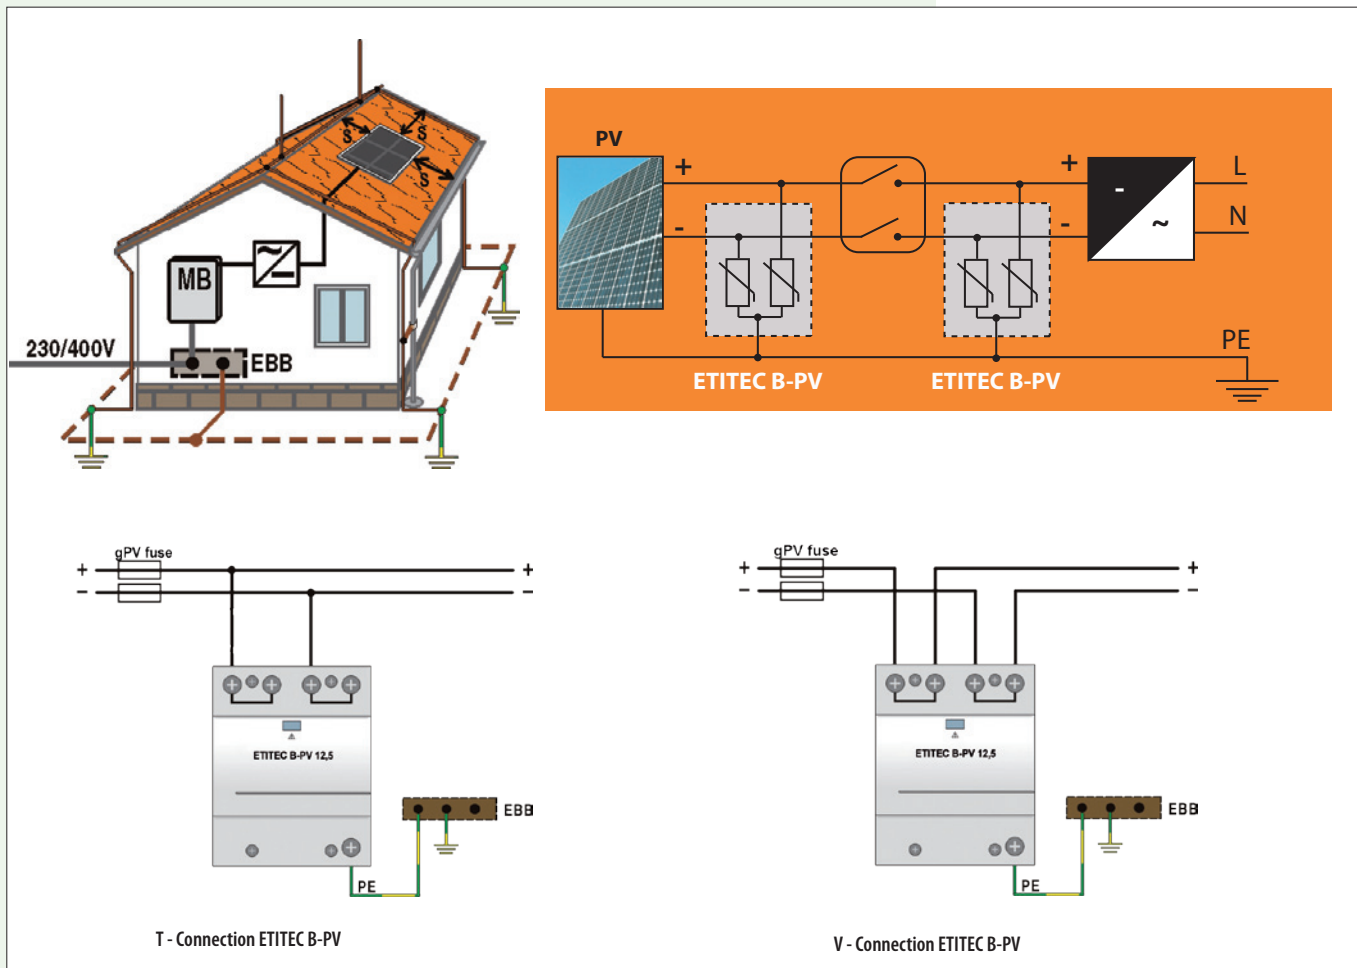 S
S
S
MB
230/400V
EBB
PV
+
-
+
-
-
~
L
N
PE
ETITEC B-PV
ETITEC B-PV
gPV fuse
+
+
−
−
ETITEC B-PV 12,5
EBB
PE
T - Connection ETITEC B-PV
gPV fuse
+
+
−
−
ETITEC B-PV 12,5
EBB
PE
V - Connection ETITEC B-PV